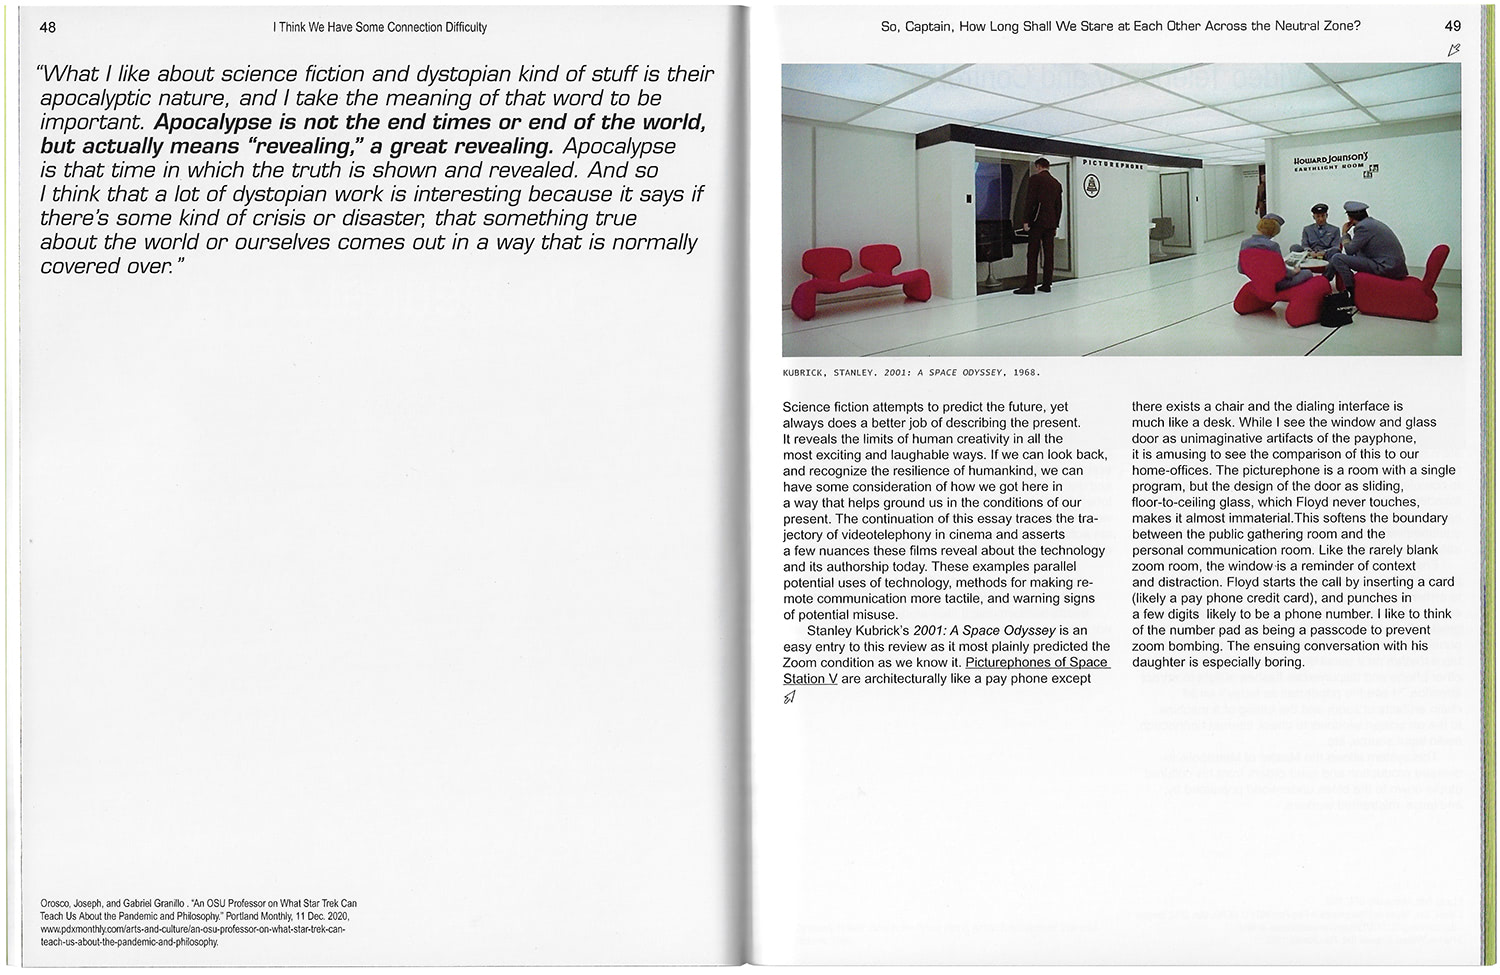 48
I Think We Have Some Connection Difficulty
“What I like about science fiction and dystopian kind of stuff is their
apocalyptic nature, and I take the meaning of that word to be
important. Apocalypse is not the end times or end of the world,
but actually means “revealing,” a great revealing. Apocalypse
is that time in which the truth is shown and revealed. And so
I think that a lot of dystopian work is interesting because it says if
there’s some kind of crisis or disaster, that something true
about the world or ourselves comes out in a way that is normally
covered over.”
Orosco, Joseph, and Gabriel Granillo . “An OSU Professor on What Star Trek Can
Teach Us About the Pandemic and Philosophy.” Portland Monthly, 11 Dec. 2020,
www.pdxmonthly.com/arts-and-culture/an-osu-professor-on-what-star-trek-can-
teach-us-about-the-pandemic-and-philosophy.
So, Captain, How Long Shall We Stare at Each Other Across the Neutral Zone?
49
PICTUREPHONE
HOWARD JOHNSON'S
EARTHLIGHT ROOM
KUBRICK, STANLEY. 2001: A SPACE ODYSSEY, 1968.
Science fiction attempts to predict the future, yet
always does a better job of describing the present.
It reveals the limits of human creativity in all the
most exciting and laughable ways. If we can look back,
and recognize the resilience of humankind, we can
have some consideration of how we got here in
a way that helps ground us in the conditions of our
present. The continuation of this essay traces the tra-
jectory of videotelephony in cinema and asserts
a few nuances these films reveal about the technology
and its authorship today. These examples parallel
potential uses of technology, methods for making re-
mote communication more tactile, and warning signs
of potential misuse.
Stanley Kubrick’s 2001: A Space Odyssey is an
easy entry to this review as it most plainly predicted the
Zoom condition as we know it. Picturephones of Space
Station V are architecturally like a pay phone except
there exists a chair and the dialing interface is
much like a desk. While I see the window and glass
door as unimaginative artifacts of the payphone,
it is amusing to see the comparison of this to our
home-offices. The picturephone is a room with a single
program, but the design of the door as sliding,
floor-to-ceiling glass, which Floyd never touches,
makes it almost immaterial.This softens the boundary
between the public gathering room and the
personal communication room. Like the rarely blank
zoom room, the window is a reminder of context
and distraction. Floyd starts the call by inserting a card
(likely a pay phone credit card), and punches in
a few digits likely to be a phone number. I like to think
of the number pad as being a passcode to prevent
zoom bombing. The ensuing conversation with his
daughter is especially boring.